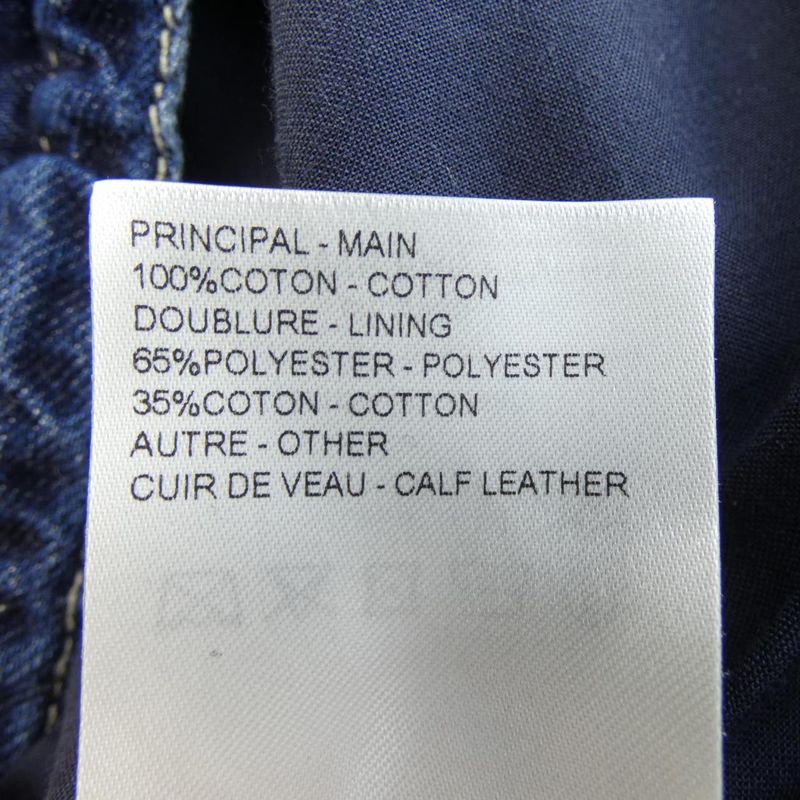 PRINCIPAL - MAIN
100%COTON - COTTON
DOUBLURE - LINING
65%POLYESTER - POLYESTER
35%COTON - COTTON
AUTRE - OTHER
CUIR DE VEAU - CALF LEATHER